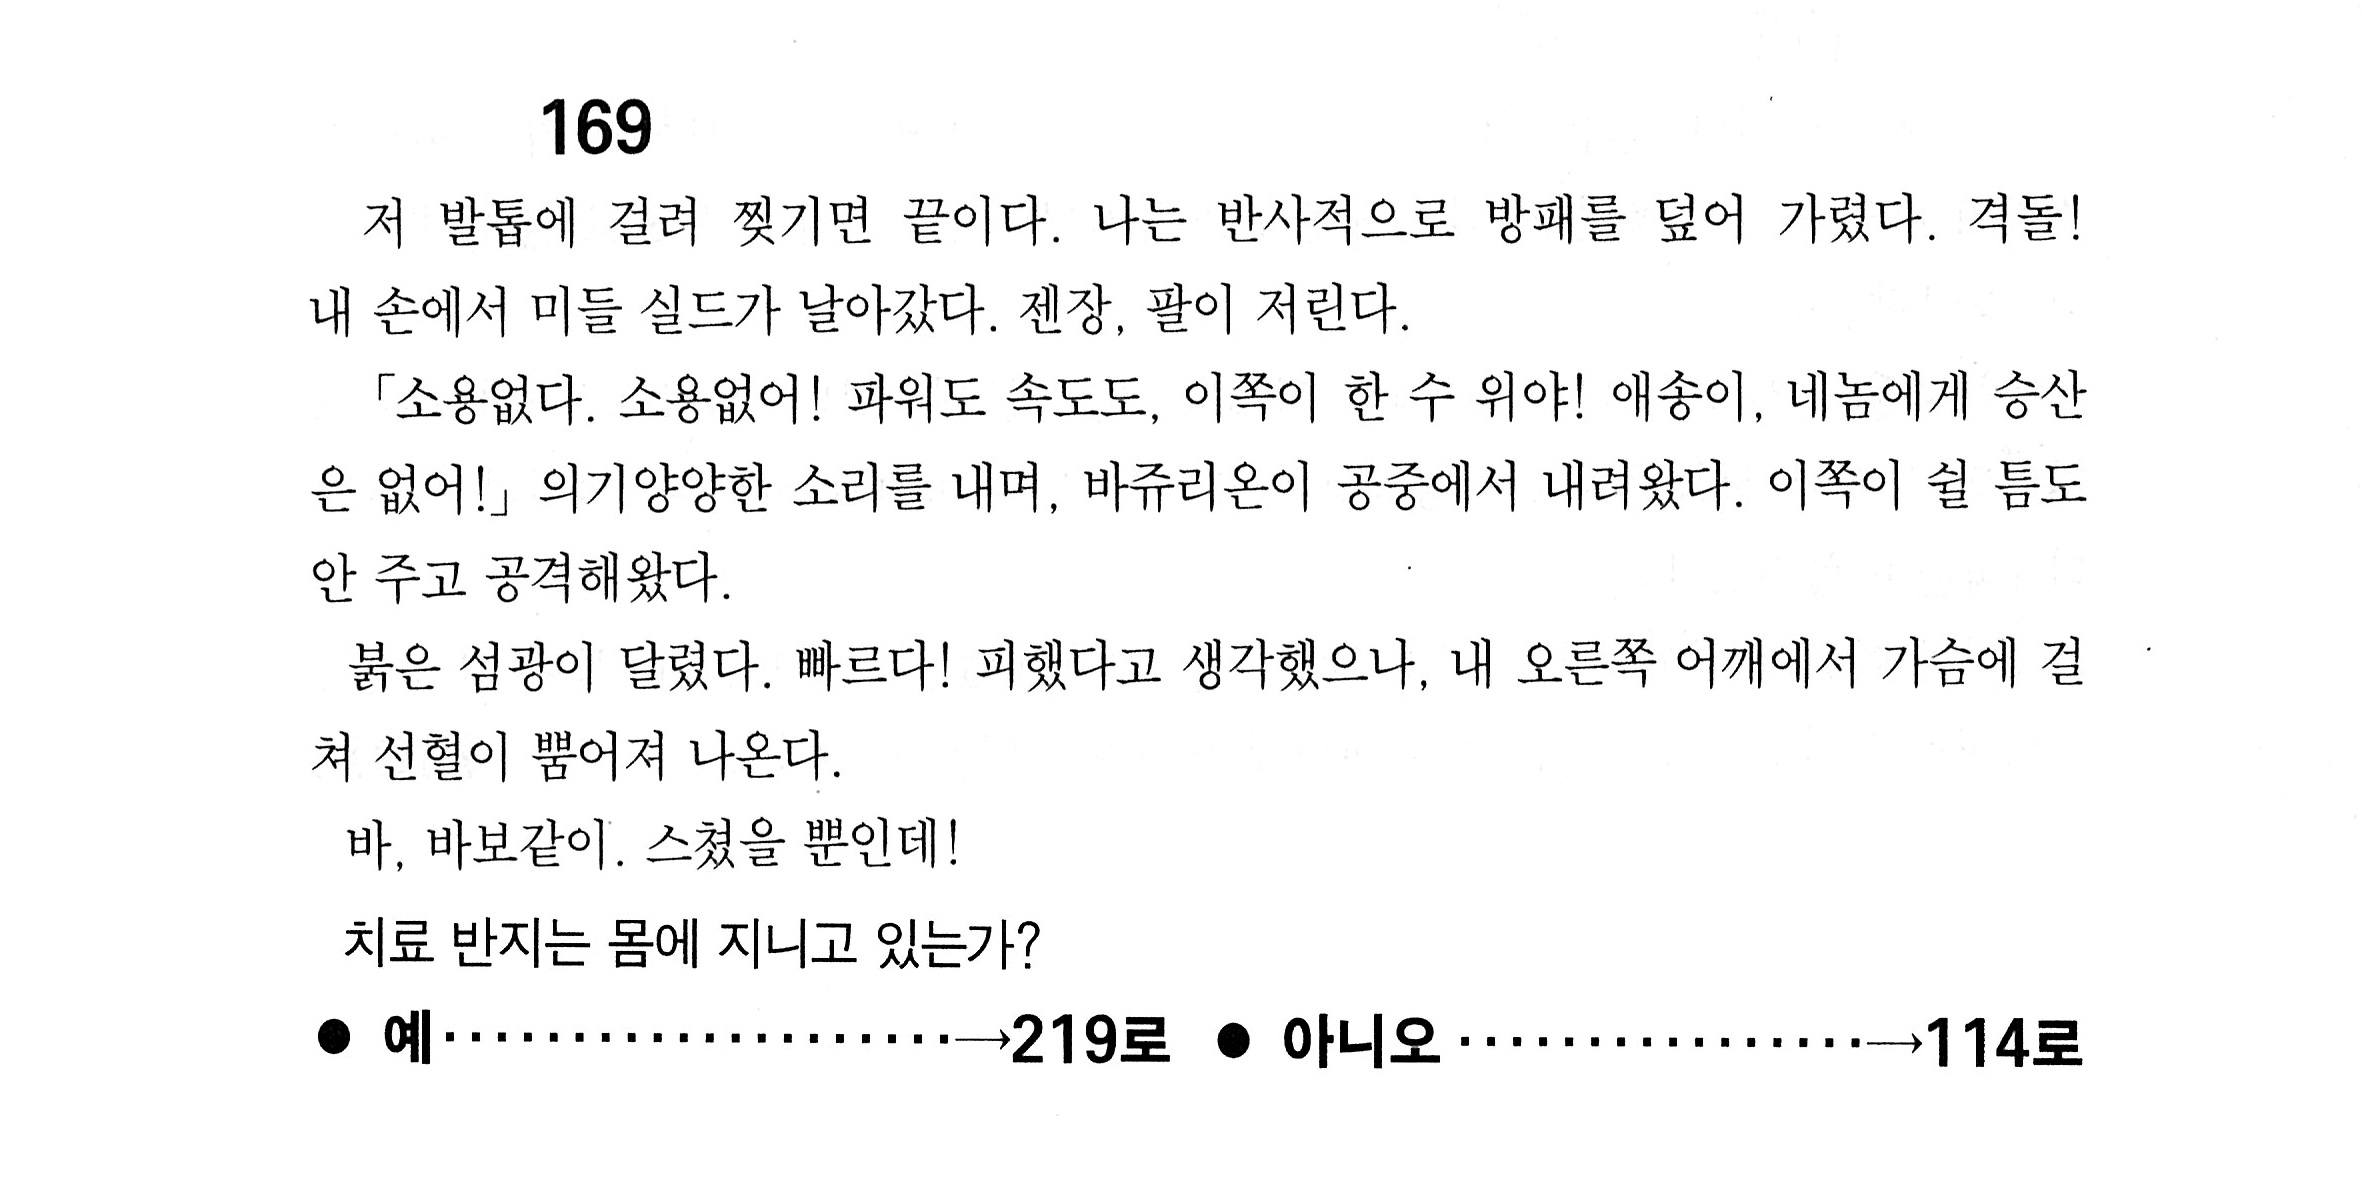 169
저 발톱에 걸려 찢기면 끝이다. 나는 반사적으로 방패를 덮어 가렸다. 격돌!
내 손에서 미들 실드가 날아갔다. 젠장, 팔이 저린다.
「소용없다. 소용없어! 파워도 속도도, 이쪽이 한 수 위야! 애송이, 네놈에게 승산
은 없어!」 의기양양한 소리를 내며, 바쥬리온이 공중에서 내려왔다. 이쪽이 쉴 틈도
안 주고 공격해왔다.
붉은 섬광이 달렸다. 빠르다! 피했다고 생각했으나, 내 오른쪽 어깨에서 가슴에 걸
쳐 선혈이 뿜어져 나온다.
바, 바보같이. 스쳤을 뿐인데!
치료 반지는 몸에 지니고 있는가?
● 예····················→219로 ● 아니오················→114로